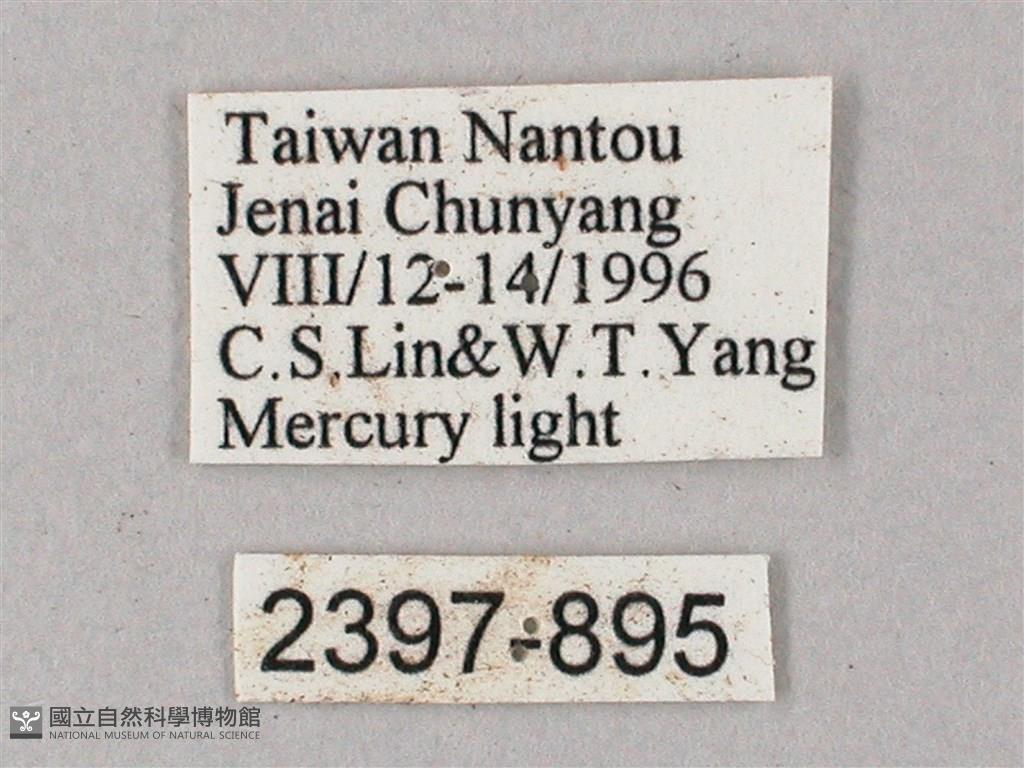 Taiwan Nantou
Jenai Chunyang
VIII/12-14/1996
C.S.Lin&W.T.Yang
Mercury light
2397-895
國立自然科學博物館
NATIONAL MUSEUM OF NATURAL SCIENCE